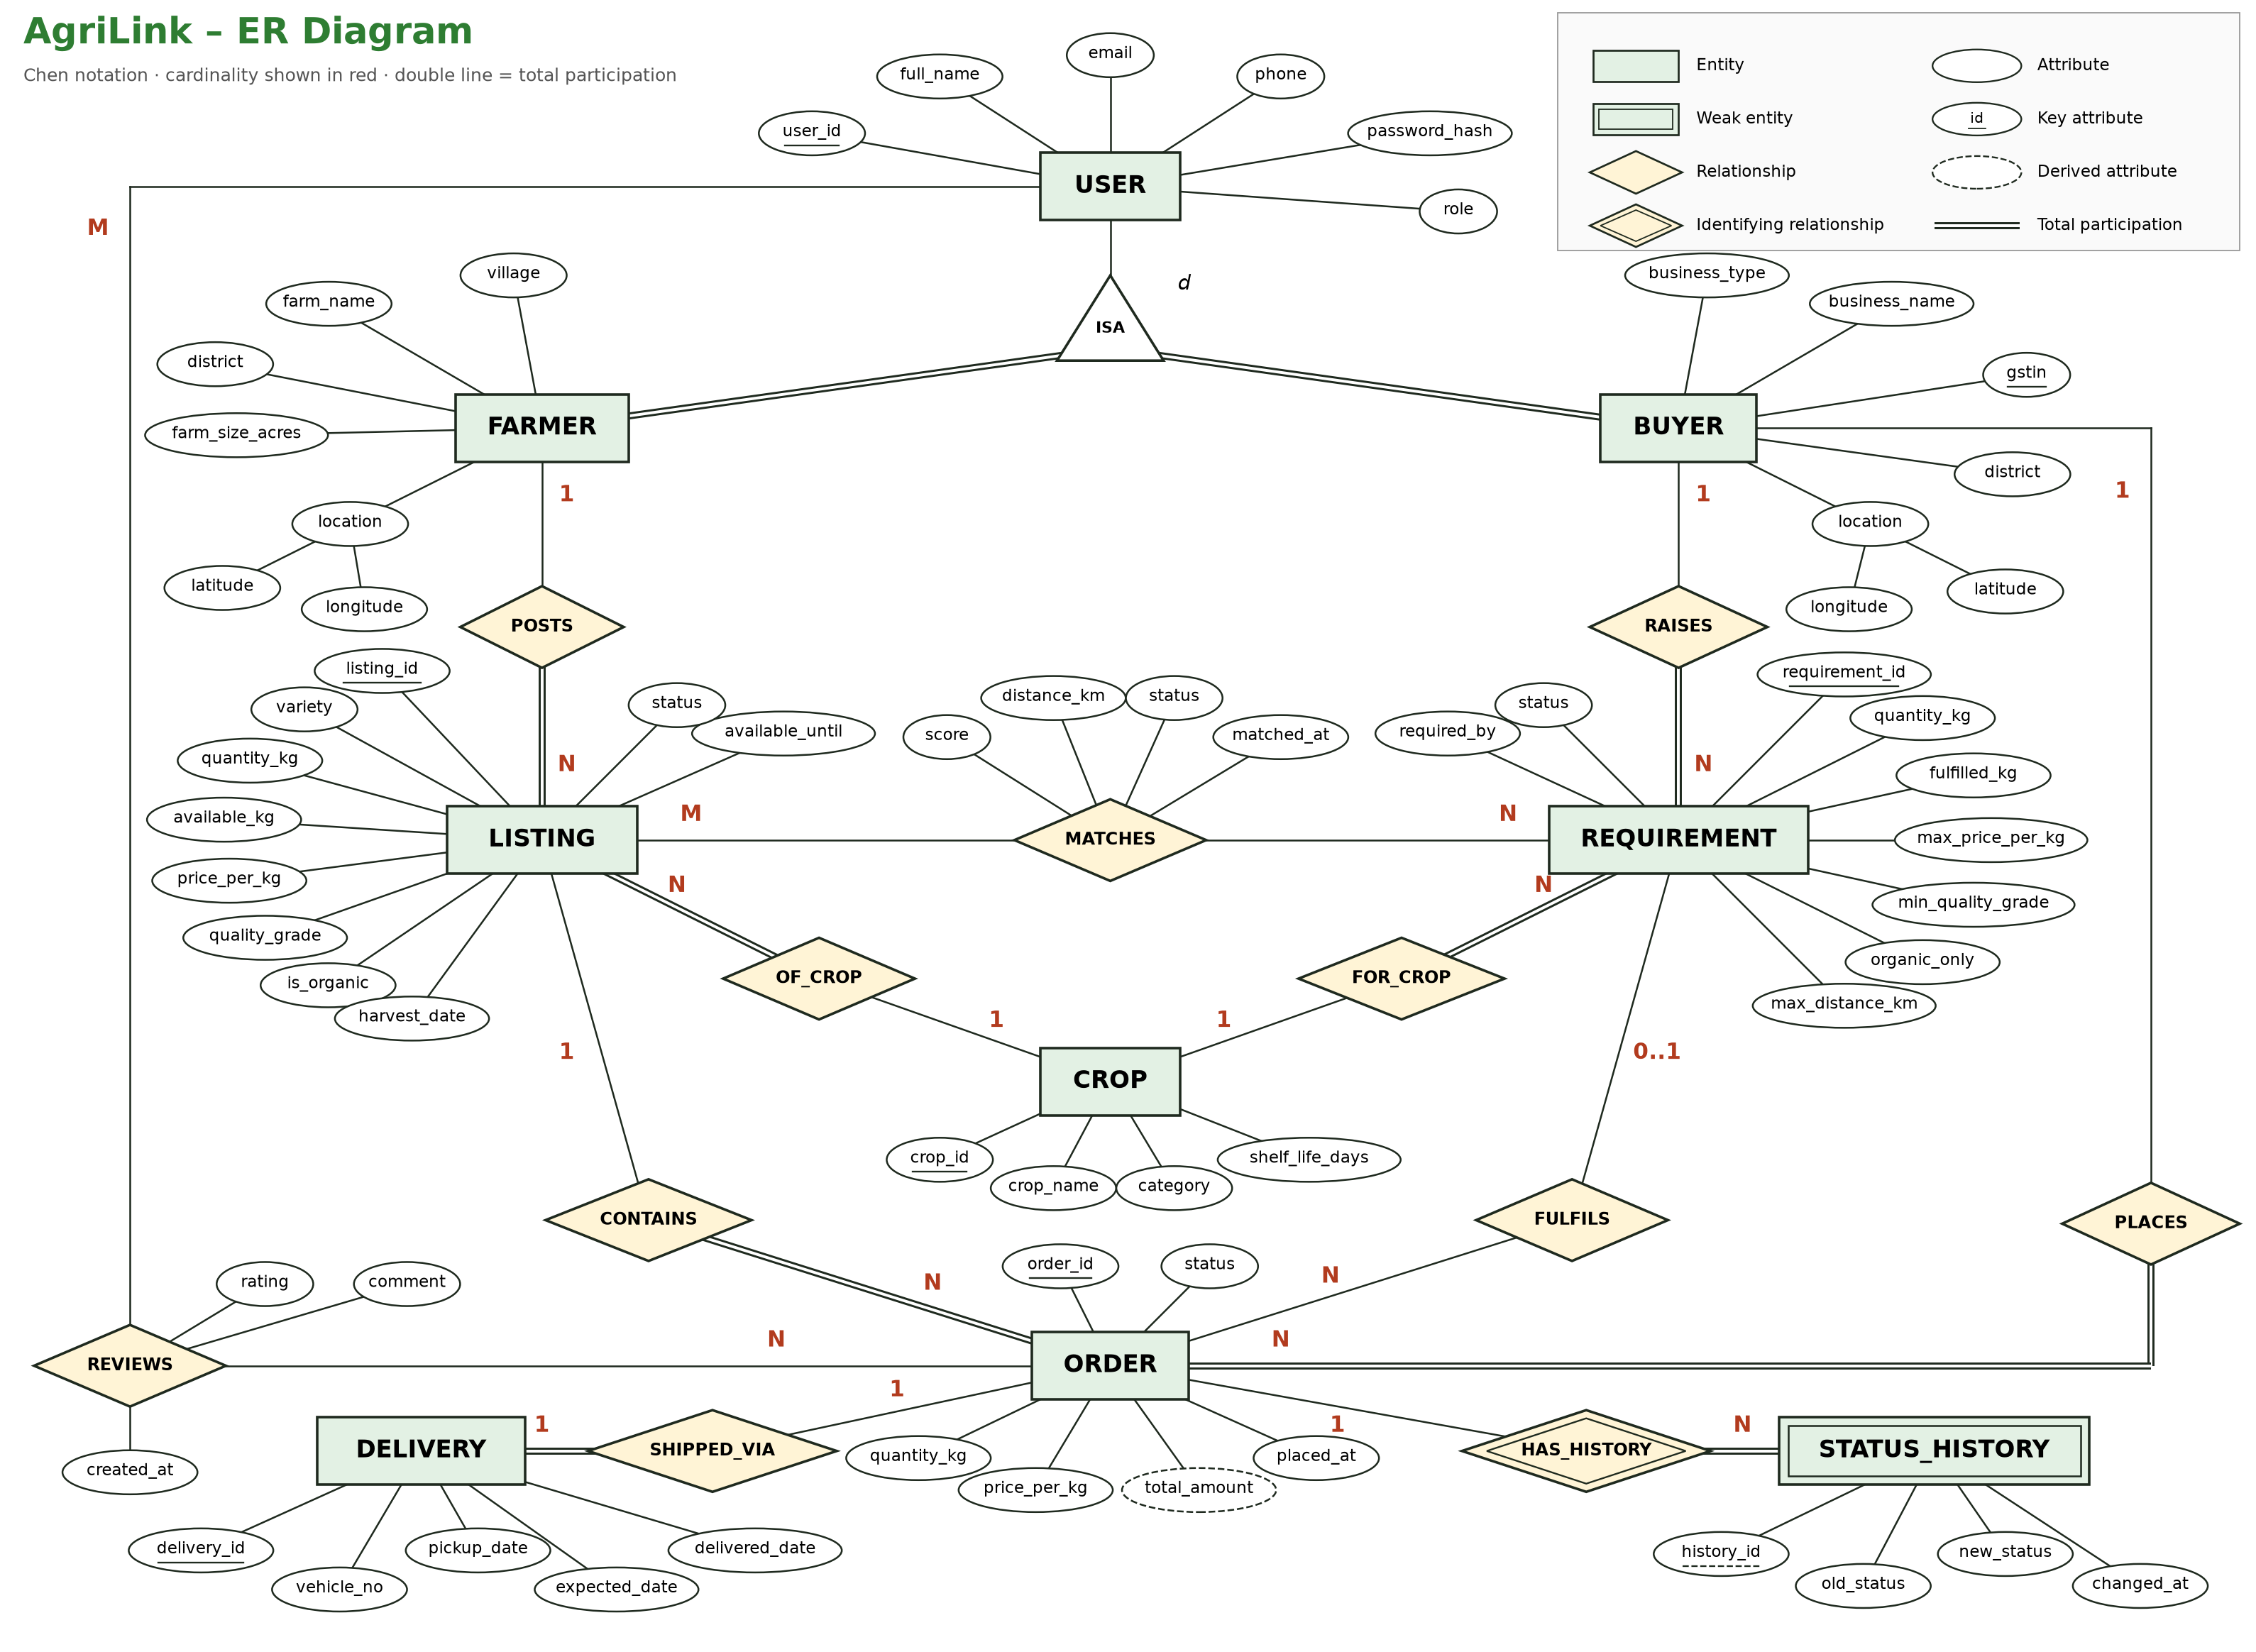 AgriLink – ER Diagram
Chen notation · cardinality shown in red · double line = total participation
Entity
Attribute
Weak entity
id
Key attribute
Relationship
Derived attribute
Identifying relationship
Total participation
email
full_name
phone
user_id
password_hash
USER
role
M
d
ISA
village
farm_name
district
farm_size_acres
FARMER
location
latitude
longitude
1
business_type
business_name
gstin
BUYER
district
location
longitude
latitude
1
1
POSTS
RAISES
listing_id
variety
quantity_kg
available_kg
price_per_kg
quality_grade
is_organic
harvest_date
status
available_until
N
LISTING
M
score
distance_km
status
matched_at
MATCHES
N
required_by
status
N
requirement_id
quantity_kg
fulfilled_kg
REQUIREMENT
max_price_per_kg
min_quality_grade
organic_only
max_distance_km
N
N
OF_CROP
FOR_CROP
1
1
1
0..1
CROP
crop_id
crop_name
category
shelf_life_days
CONTAINS
FULFILS
PLACES
rating
comment
order_id
status
N
N
N
N
REVIEWS
ORDER
created_at
1
1
1
N
DELIVERY
SHIPPED_VIA
quantity_kg
price_per_kg
total_amount
placed_at
HAS_HISTORY
STATUS_HISTORY
delivery_id
vehicle_no
pickup_date
expected_date
delivered_date
history_id
old_status
new_status
changed_at